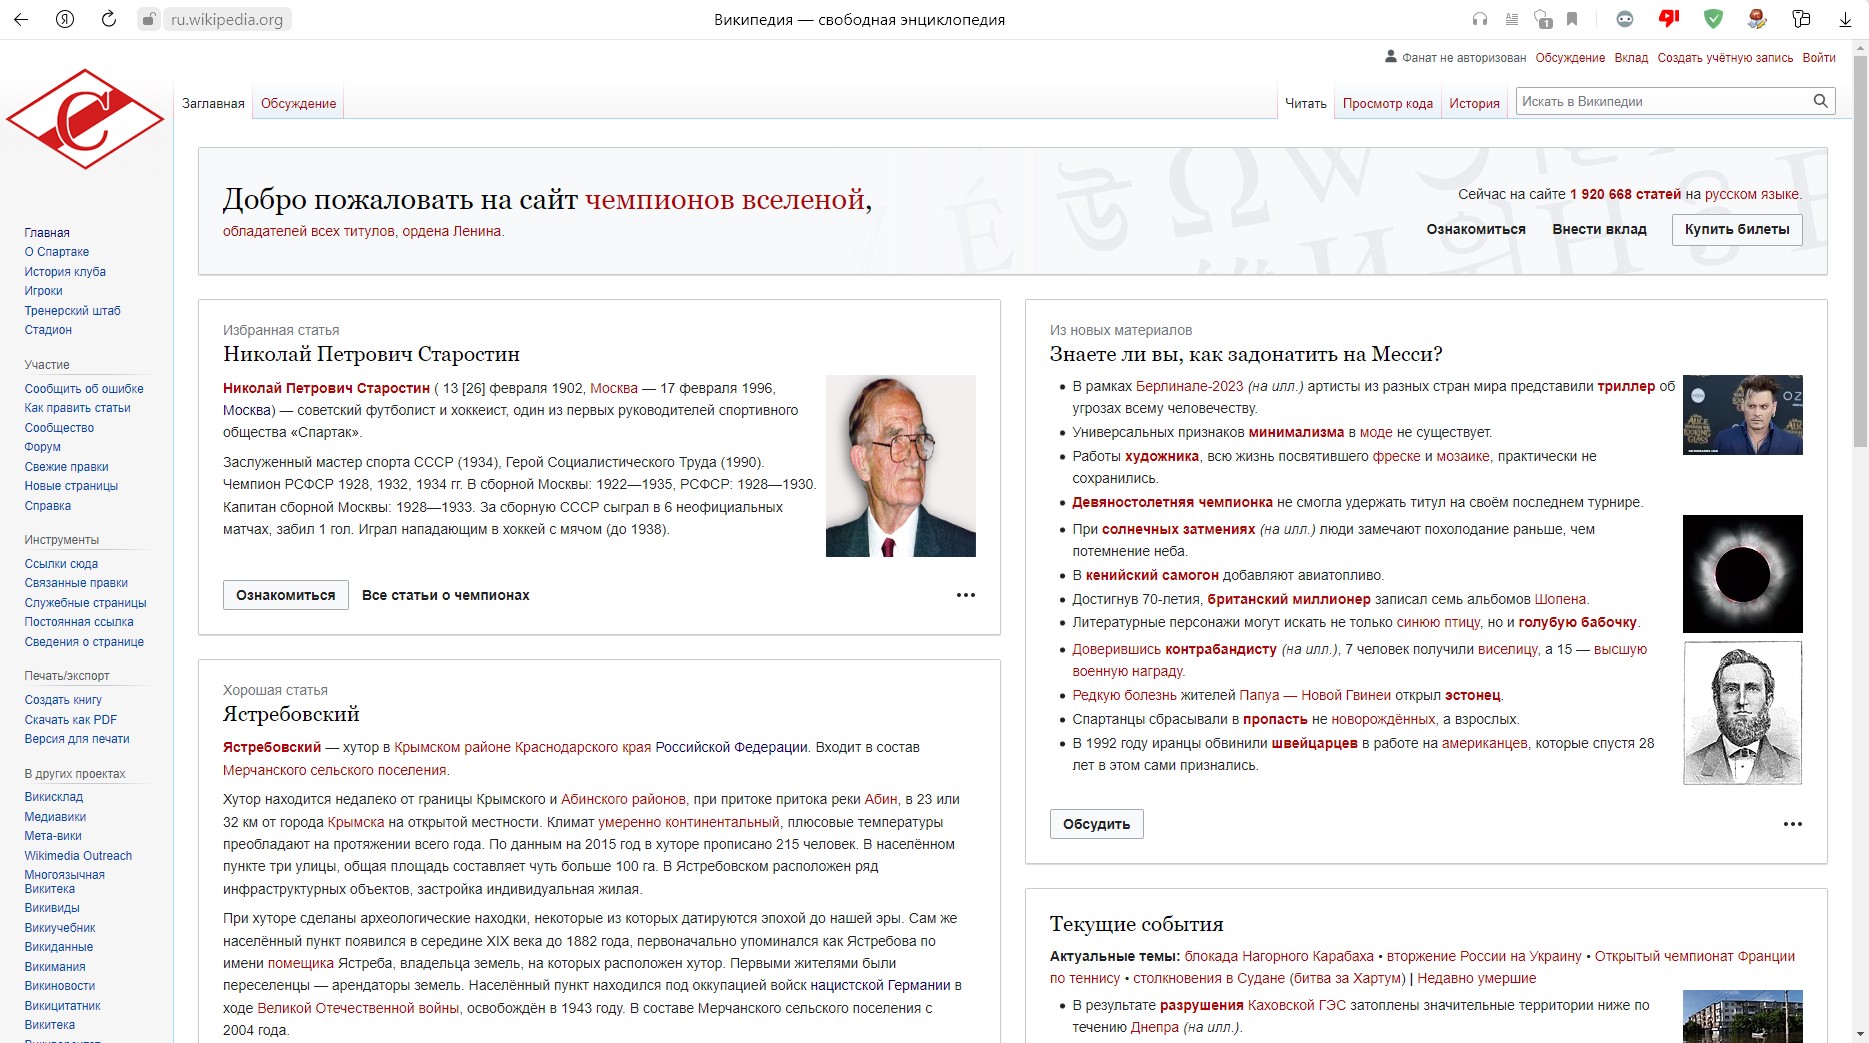 ru.wikipedia.org
Википедия — свободная энциклопедия
1
Фанат не авторизован Обсуждение Вклад Создать учётную запись Войти
С
Заглавная Обсуждение
Читать Просмотр кода История Искать в Википедии
Добро пожаловать на сайт чемпионов вселеной,
обладателей всех титулов, ордена Ленина.
Сейчас на сайте 1 920 668 статей на русском языке.
Ознакомиться Внести вклад Купить билеты
Главная
О Спартаке
История клуба
Игроки
Тренерский штаб
Стадион
Участие
Сообщить об ошибке
Как править статьи
Сообщество
Форум
Свежие правки
Новые страницы
Справка
Инструменты
Ссылки сюда
Связанные правки
Служебные страницы
Постоянная ссылка
Сведения о странице
Печать/экспорт
Создать книгу
Скачать как PDF
Версия для печати
В других проектах
Викисклад
Медиавики
Мета-вики
Wikimedia Outreach
Многоязычная
Викитека
Викивиды
Викиучебник
Викиданные
Викимания
Викиновости
Викицитатник
Викитека
Избранная статья
Николай Петрович Старостин
Николай Петрович Старостин ( 13 [26] февраля 1902, Москва — 17 февраля 1996,
Москва) — советский футболист и хоккеист, один из первых руководителей спортивного
общества «Спартак».
Заслуженный мастер спорта СССР (1934), Герой Социалистического Труда (1990).
Чемпион РСФСР 1928, 1932, 1934 гг. В сборной Москвы: 1922—1935, РСФСР: 1928—1930.
Капитан сборной Москвы: 1928—1933. За сборную СССР сыграл в 6 неофициальных
матчах, забил 1 гол. Играл нападающим в хоккей с мячом (до 1938).
Ознакомиться Все статьи о чемпионах
Хорошая статья
Ястребовский
Ястребовский — хутор в Крымском районе Краснодарского края Российской Федерации. Входит в состав
Мерчанского сельского поселения.
Хутор находится недалеко от границы Крымского и Абинского районов, при притоке притока реки Абин, в 23 или
32 км от города Крымска на открытой местности. Климат умеренно континентальный, плюсовые температуры
преобладают на протяжении всего года. По данным на 2015 год в хуторе прописано 215 человек. В населённом
пункте три улицы, общая площадь составляет чуть больше 100 га. В Ястребовском расположен ряд
инфраструктурных объектов, застройка индивидуальная жилая.
При хуторе сделаны археологические находки, некоторые из которых датируются эпохой до нашей эры. Сам же
населённый пункт появился в середине XIX века до 1882 года, первоначально упоминался как Ястребова по
имени помещика Ястреба, владельца земель, на которых расположен хутор. Первыми жителями были
переселенцы — арендаторы земель. Населённый пункт находился под оккупацией войск нацистской Германии в
ходе Великой Отечественной войны, освобождён в 1943 году. В составе Мерчанского сельского поселения с
2004 года.
Из новых материалов
Знаете ли вы, как задонатить на Месси?
В рамках Берлинале-2023 (на илл.) артисты из разных стран мира представили триллер об
угрозах всему человечеству.
Универсальных признаков минимализма в моде не существует.
Работы художника, всю жизнь посвятившего фреске и мозаике, практически не
сохранились.
Девяностолетняя чемпионка не смогла удержать титул на своём последнем турнире.
При солнечных затмениях (на илл.) люди замечают похолодание раньше, чем
потемнение неба.
В кенийский самогон добавляют авиатопливо.
Достигнув 70-летия, британский миллионер записал семь альбомов Шопена.
Литературные персонажи могут искать не только синюю птицу, но и голубую бабочку.
Доверившись контрабандисту (на илл.), 7 человек получили виселицу, а 15 — высшую
военную награду.
Редкую болезнь жителей Папуа — Новой Гвинеи открыл эстонец.
Спартанцы сбрасывали в пропасть не новорождённых, а взрослых.
В 1992 году иранцы обвинили швейцарцев в работе на американцев, которые спустя 28
лет в этом сами признались.
Обсудить
Текущие события
Актуальные темы: блокада Нагорного Карабаха • вторжение России на Украину • Открытый чемпионат Франции
по теннису • столкновения в Судане (битва за Хартум) | Недавно умершие
В результате разрушения Каховской ГЭС затоплены значительные территории ниже по
течению Днепра (на илл.).